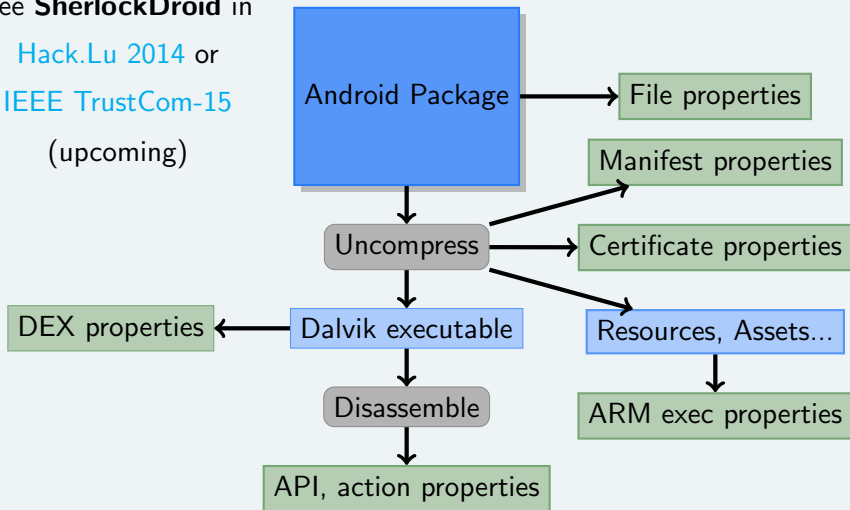 SherlockDroid in
Hack.Lu 2014 or
IEEE TrustCom-15
(upcoming)
Android Package
File properties
Manifest properties
Uncompress
Certificate properties
DEX properties
Dalvik executable
Resources, Assets...
Disassemble
ARM exec properties
API, action properties